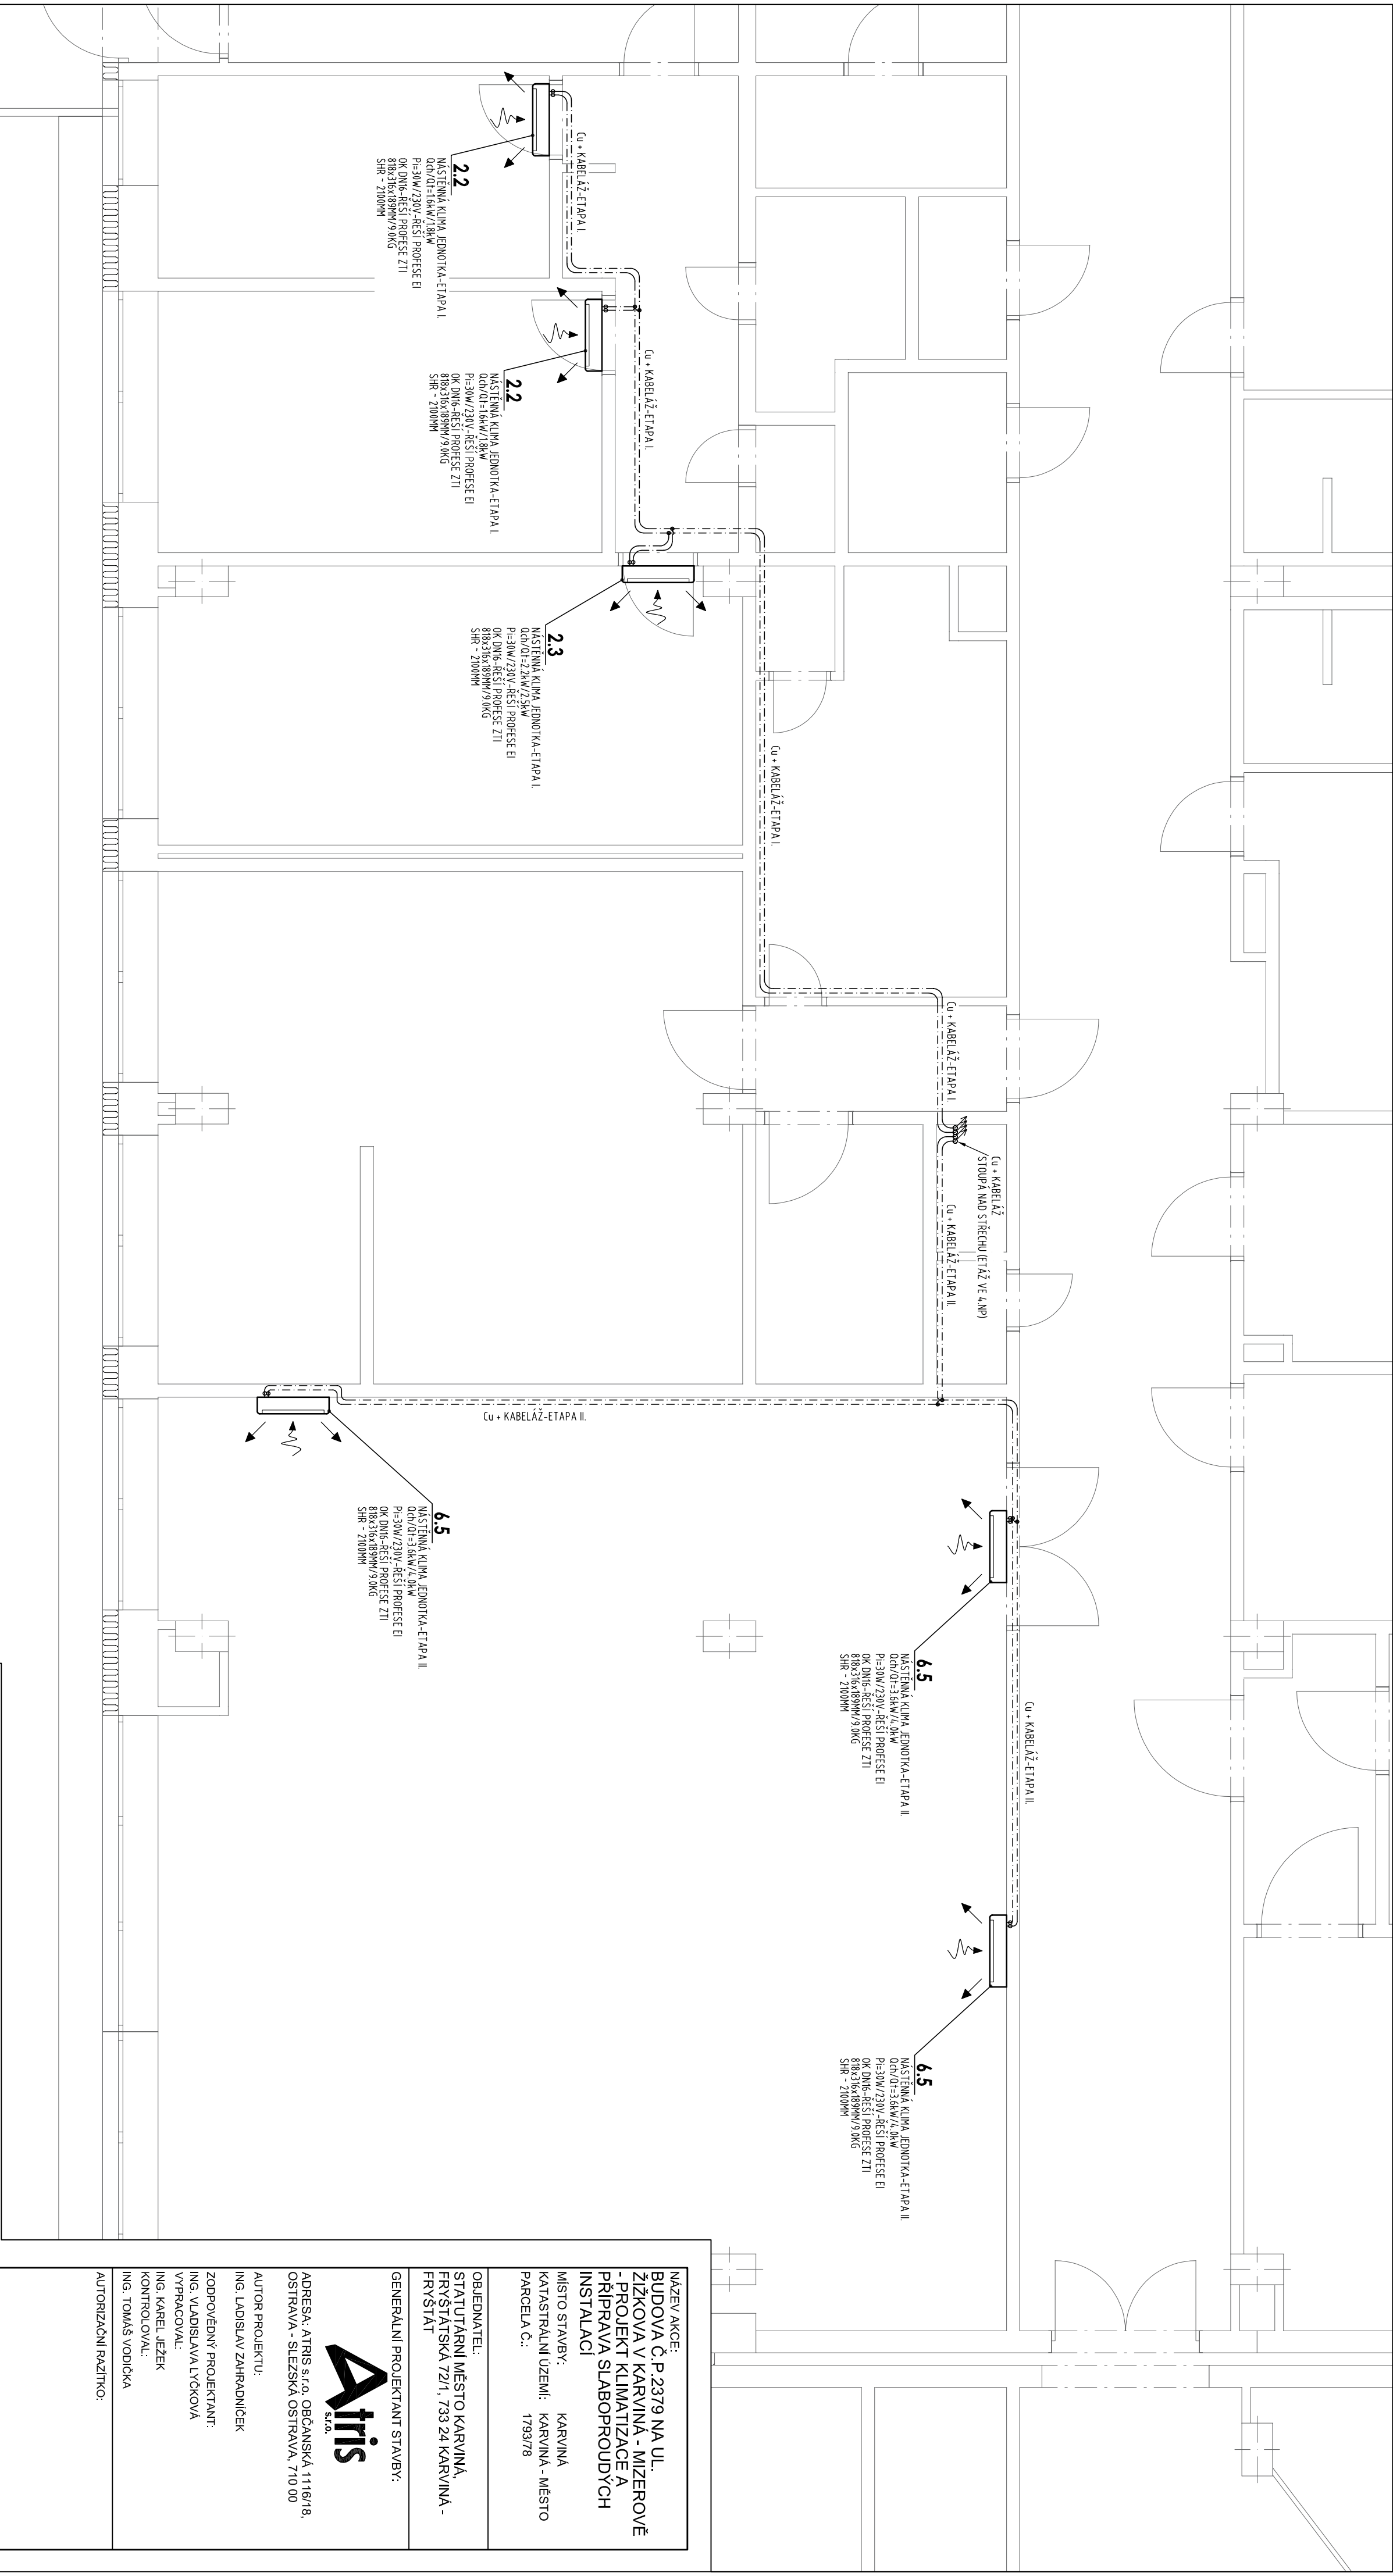 Cu + KABELÁŽ-ETAPA I.
2.2
NÁSTĚNNÁ KLIMA JEDNOTKA-ETAPA I.
Qch/Qt=1.6kW/1.8kW
Pi=30W/230V-ŘEŠÍ PROFESE EI
OK DN16-ŘEŠÍ PROFESE ZTI
818x316x189MM/9.0KG
SHR - 2100MM
Cu + KABELÁŽ-ETAPA I.
2.2
NÁSTĚNNÁ KLIMA JEDNOTKA-ETAPA I.
Qch/Qt=1.6kW/1.8kW
Pi=30W/230V-ŘEŠÍ PROFESE EI
OK DN16-ŘEŠÍ PROFESE ZTI
818x316x189MM/9.0KG
SHR - 2100MM
2.3
NÁSTĚNNÁ KLIMA JEDNOTKA-ETAPA I.
Qch/Qt=2.2kW/2.5kW
Pi=30W/230V-ŘEŠÍ PROFESE EI
OK DN16-ŘEŠÍ PROFESE ZTI
818x316x189MM/9.0KG
SHR - 2100MM
Cu + KABELÁŽ-ETAPA I.
Cu + KABELÁŽ-ETAPA I.
Cu + KABELÁŽ
STOUPÁ NAD STŘECHU (ETÁŽ VE 4.NP)
Cu + KABELÁŽ-ETAPA II.
Cu + KABELÁŽ-ETAPA II.
6.5
NÁSTĚNNÁ KLIMA JEDNOTKA-ETAPA II.
Qch/Qt=3.6kW/4.0kW
Pi=30W/230V-ŘEŠÍ PROFESE EI
OK DN16-ŘEŠÍ PROFESE ZTI
818x316x189MM/9.0KG
SHR - 2100MM
6.5
NÁSTĚNNÁ KLIMA JEDNOTKA-ETAPA II.
Qch/Qt=3.6kW/4.0kW
Pi=30W/230V-ŘEŠÍ PROFESE EI
OK DN16-ŘEŠÍ PROFESE ZTI
818x316x189MM/9.0KG
SHR - 2100MM
Cu + KABELÁŽ-ETAPA II.
6.5
NÁSTĚNNÁ KLIMA JEDNOTKA-ETAPA II.
Qch/Qt=3.6kW/4.0kW
Pi=30W/230V-ŘEŠÍ PROFESE EI
OK DN16-ŘEŠÍ PROFESE ZTI
818x316x189MM/9.0KG
SHR - 2100MM
NÁZEV AKCE:
BUDOVA Č.P.2379 NA UL.
ŽIŽKOVA V KARVINÁ - MIZEROVĚ
- PROJEKT KLIMATIZACE A
PŘÍPRAVA SLABOPROUDÝCH
INSTALACÍ
MÍSTO STAVBY: KARVINÁ
KATASTRÁLNÍ ÚZEMÍ: KARVINÁ - MĚSTO
PARCELA Č.: 1793/78
OBJEDNATEL:
STATUTÁRNÍ MĚSTO KARVINÁ,
FRYŠTÁTSKÁ 72/1, 733 24 KARVINÁ -
FRYŠTÁT
GENERÁLNÍ PROJEKTANT STAVBY:
Atris
s.r.o.
ADRESA: ATRIS s.r.o. OBČANSKÁ 1116/18,
OSTRAVA - SLEZSKÁ OSTRAVA, 710 00
AUTOR PROJEKTU:
ING. LADISLAV ZAHRADNÍČEK
ZODPOVĚDNÝ PROJEKTANT:
ING. VLADISLAVA LÝČKOVÁ
VYPRACOVAL:
ING. KAREL JEŽEK
KONTROLOVAL:
ING. TOMÁŠ VODIČKA
AUTORIZAČNÍ RAZÍTKO: